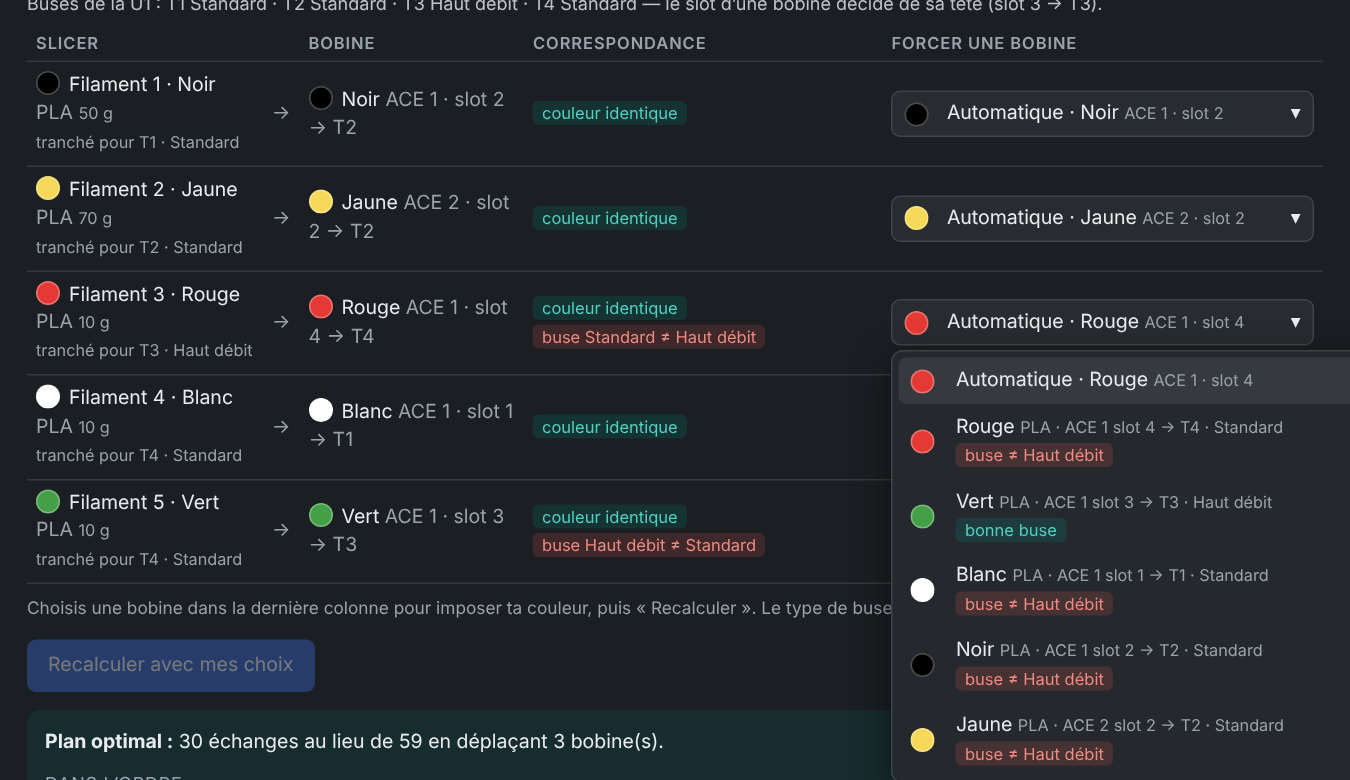 Buses de la U1 : T1 Standard · T2 Standard · T3 Haut débit · T4 Standard — le slot d'une bobine décide de sa tête (slot 3 → T3).
SLICER BOBINE CORRESPONDANCE FORCER UNE BOBINE
Filament 1 · Noir
PLA 50 g
tranché pour T1 · Standard
→
Noir ACE 1 · slot 2
→ T2
couleur identique
Automatique · Noir ACE 1 · slot 2 ▼
Filament 2 · Jaune
PLA 70 g
tranché pour T2 · Standard
→
Jaune ACE 2 · slot
2 → T2
couleur identique
Automatique · Jaune ACE 2 · slot 2 ▼
Filament 3 · Rouge
PLA 10 g
tranché pour T3 · Haut débit
→
Rouge ACE 1 · slot
4 → T4
couleur identique
buse Standard ≠ Haut débit
Automatique · Rouge ACE 1 · slot 4 ▼
Filament 4 · Blanc
PLA 10 g
tranché pour T4 · Standard
→
Blanc ACE 1 · slot 1
→ T1
couleur identique
Filament 5 · Vert
PLA 10 g
tranché pour T4 · Standard
→
Vert ACE 1 · slot 3
→ T3
couleur identique
buse Haut débit ≠ Standard
Automatique · Rouge ACE 1 · slot 4
Rouge PLA · ACE 1 slot 4 → T4 · Standard
buse ≠ Haut débit
Vert PLA · ACE 1 slot 3 → T3 · Haut débit
bonne buse
Blanc PLA · ACE 1 slot 1 → T1 · Standard
buse ≠ Haut débit
Noir PLA · ACE 1 slot 2 → T2 · Standard
buse ≠ Haut débit
Jaune PLA · ACE 2 slot 2 → T2 · Standard
buse ≠ Haut débit
Choisis une bobine dans la dernière colonne pour imposer ta couleur, puis « Recalculer ». Le type de buse
Recalculer avec mes choix
Plan optimal : 30 échanges au lieu de 59 en déplaçant 3 bobine(s).
DANS L'ORDRE